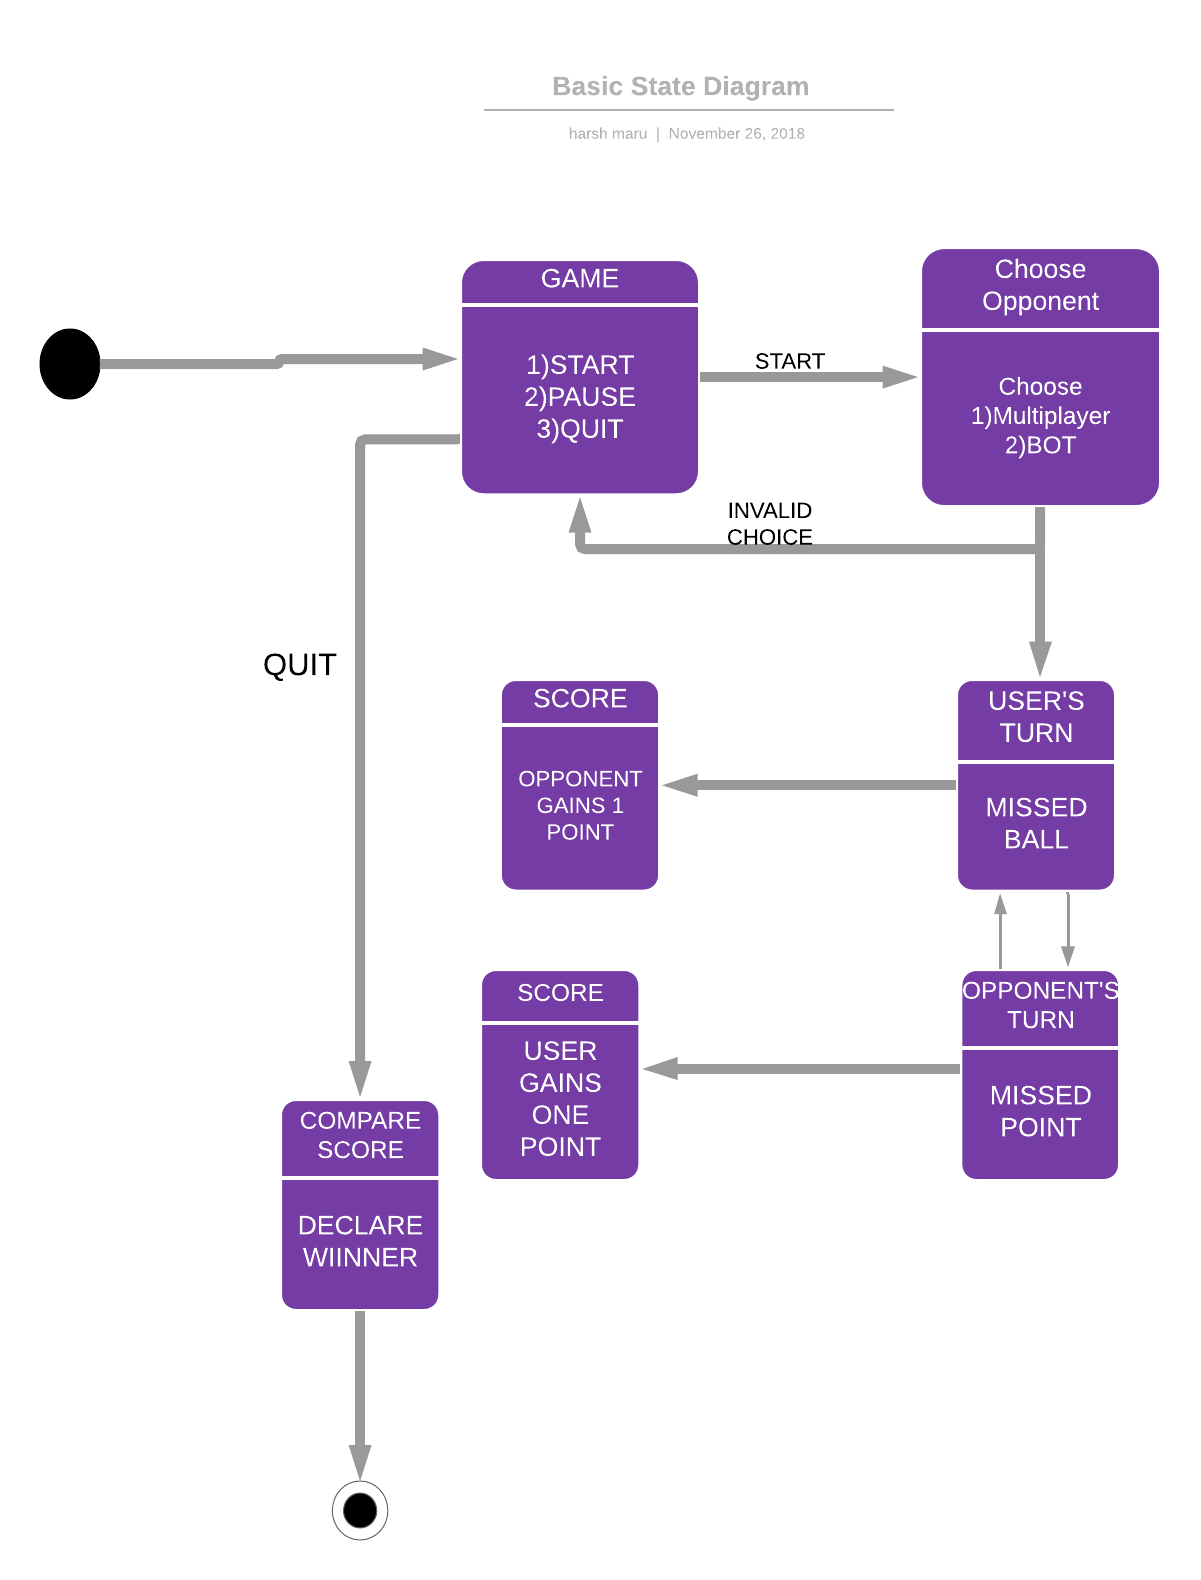 Basic State Diagram
harsh maru | November 26, 2018
GAME
1)START
2)PAUSE
3)QUIT
START
Choose
Opponent
Choose
1)Multiplayer
2)BOT
INVALID
CHOICE
QUIT
SCORE
OPPONENT
GAINS 1
POINT
USER'S
TURN
MISSED
BALL
SCORE
USER
GAINS
ONE
POINT
OPPONENT'S
TURN
MISSED
POINT
COMPARE
SCORE
DECLARE
WIINNER